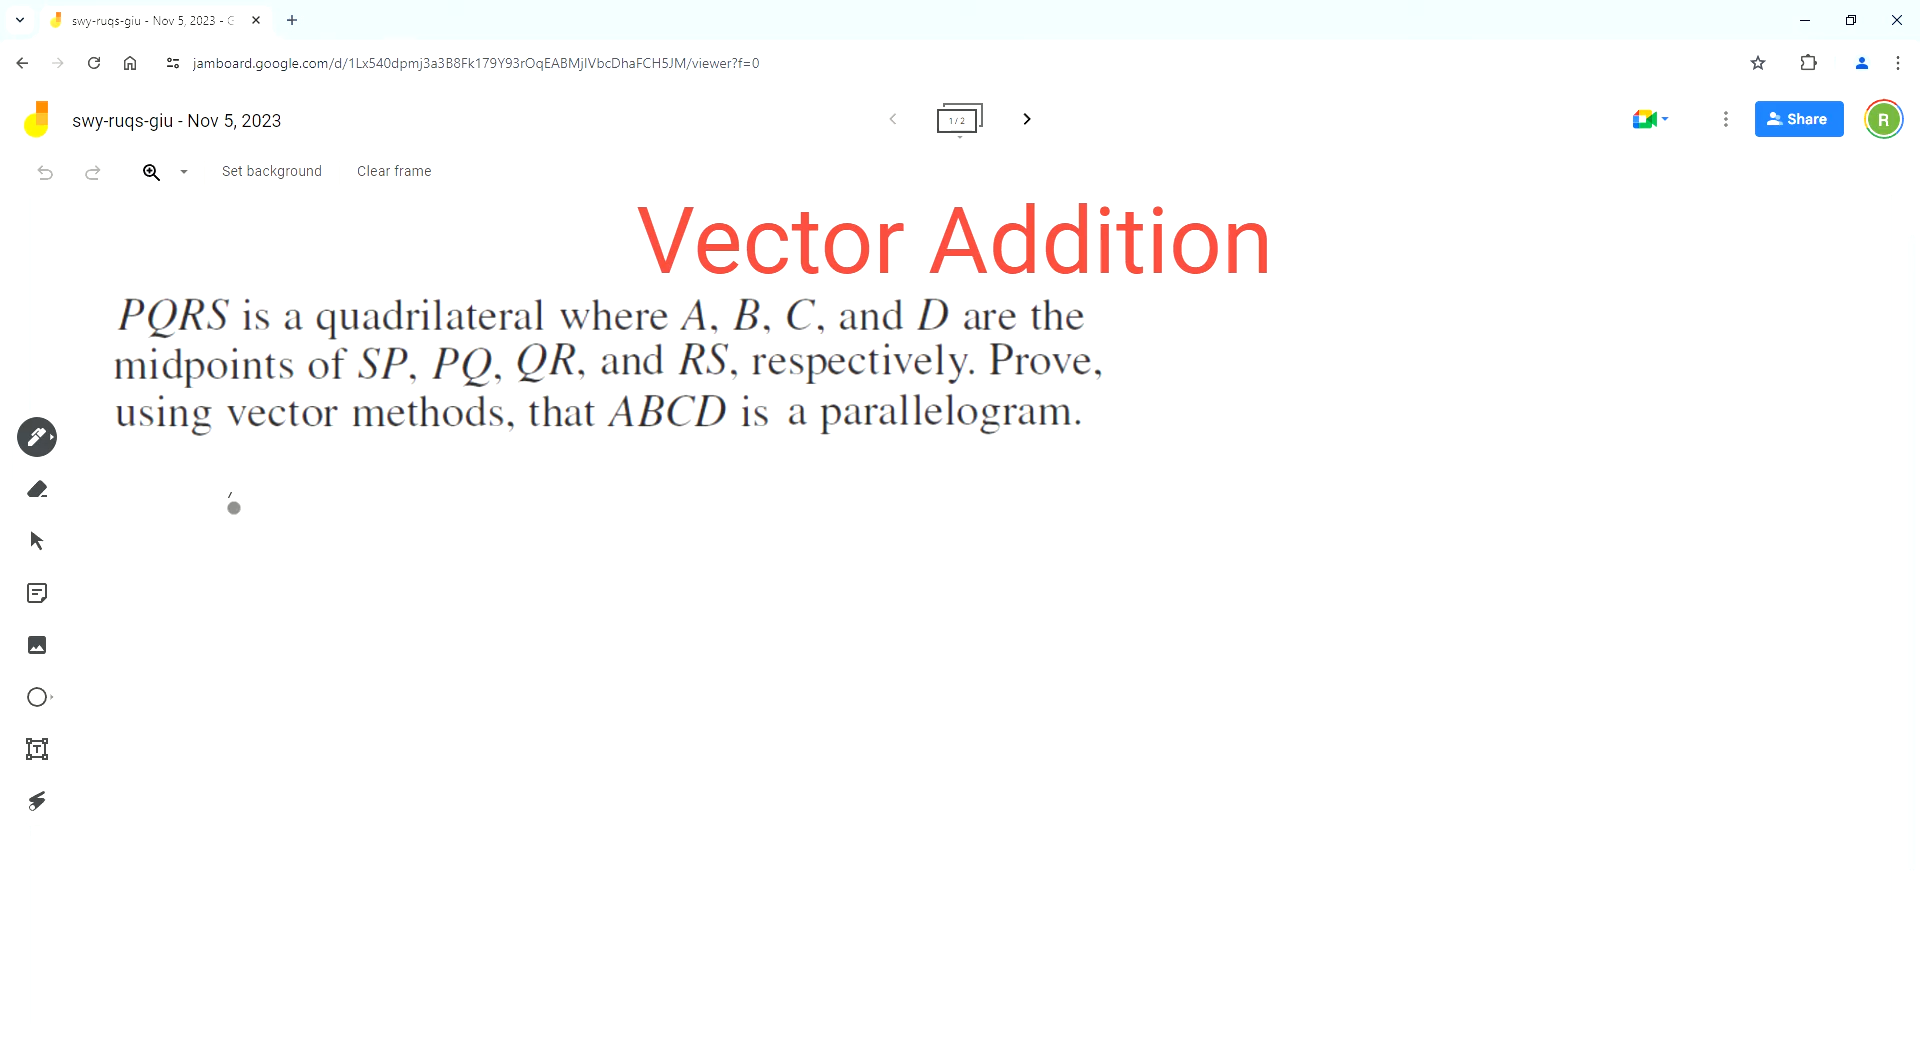 swy-ruqs-giu - Nov 5, 2023 - G
jamboard.google.com/d/1Lx540dpmj3a3B8Fk179Y93rOqEABMjIVbcDhaFCH5JM/viewer?f=0
swy-ruqs-giu - Nov 5, 2023
1 / 2
Share
R
Set background
Clear frame
Vector Addition
PQRS is a quadrilateral where A, B, C, and D are the
midpoints of SP, PQ, QR, and RS, respectively. Prove,
using vector methods, that ABCD is a parallelogram.